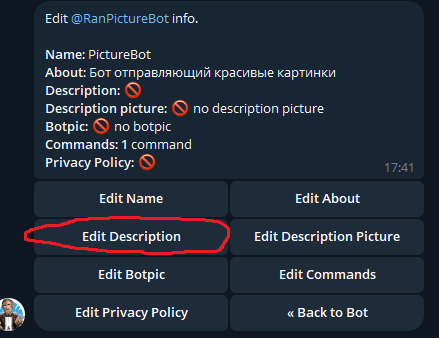 Edit @RanPictureBot info.
Name: PictureBot
About: Бот отправляющий красивые картинки
Description: 🚫
Description picture: 🚫 no description picture
Botpic: 🚫 no botpic
Commands: 1 command
Privacy Policy: 🚫
17:41
Edit Name
Edit About
Edit Description
Edit Description Picture
Edit Botpic
Edit Commands
Edit Privacy Policy
« Back to Bot